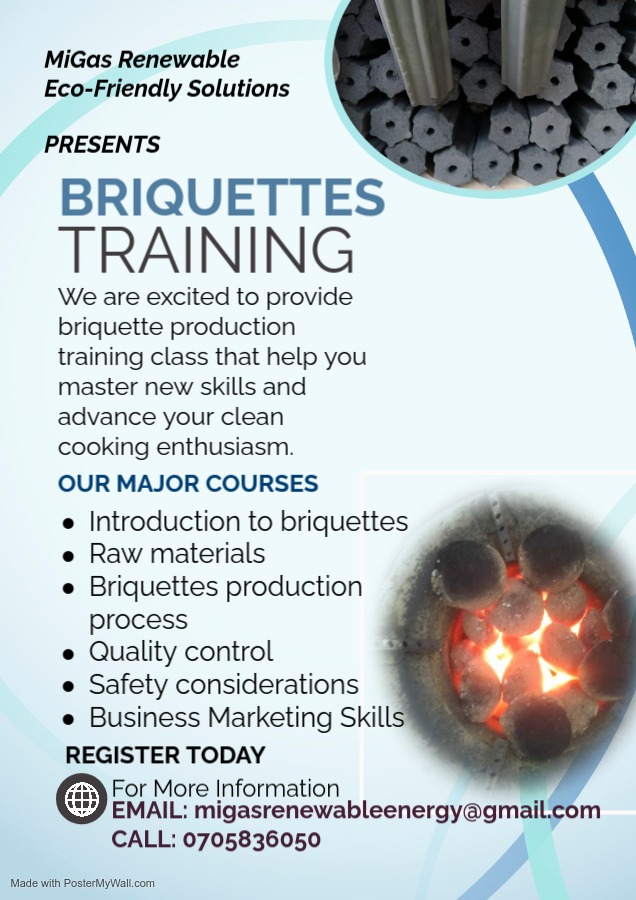 MiGas Renewable
Eco-Friendly Solutions
PRESENTS
BRIQUETTES
TRAINING
We are excited to provide
briquette production
training class that help you
master new skills and
advance your clean
cooking enthusiasm.
OUR MAJOR COURSES
• Introduction to briquettes
• Raw materials
• Briquettes production
process
• Quality control
• Safety considerations
• Business Marketing Skills
REGISTER TODAY
For More Information
EMAIL: migasrenewableenergy@gmail.com
CALL: 0705836050
Made with PosterMyWall.com